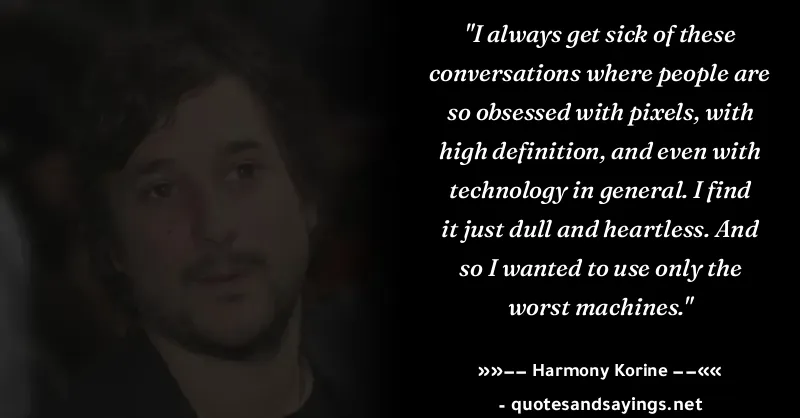 "I always get sick of these
conversations where people are
so obsessed with pixels, with
high definition, and even with
technology in general. I find
it just dull and heartless. And
so I wanted to use only the
worst machines."
»»–– Harmony Korine ––««
- quotesandsayings.net